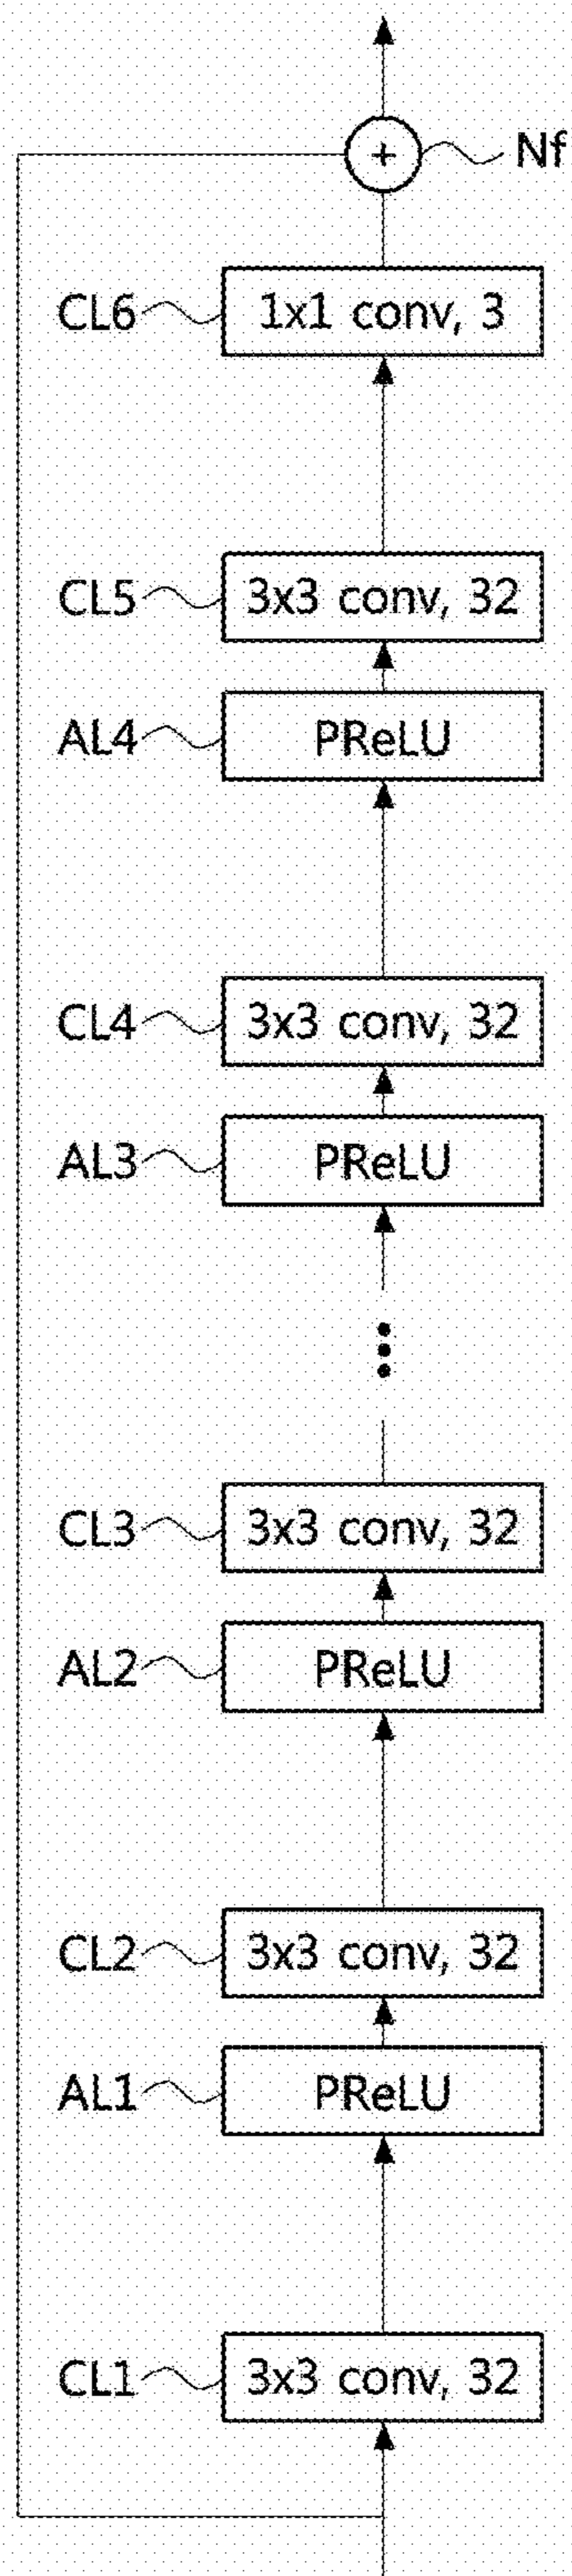 + Nf
CL6 1x1 conv, 3
CL5 3x3 conv, 32
AL4 PReLU
CL4 3x3 conv, 32
AL3 PReLU
CL3 3x3 conv, 32
AL2 PReLU
CL2 3x3 conv, 32
AL1 PReLU
CL1 3x3 conv, 32